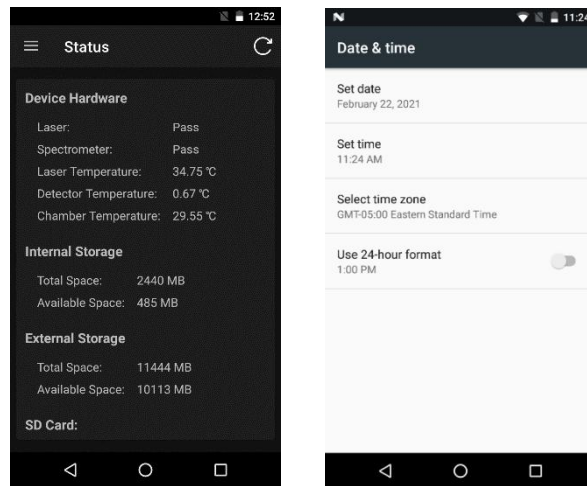 12:52
Status
Device Hardware
Laser: Pass
Spectrometer: Pass
Laser Temperature: 34.75 ℃
Detector Temperature: 0.67 ℃
Chamber Temperature: 29.55 ℃
Internal Storage
Total Space: 2440 MB
Available Space: 485 MB
External Storage
Total Space: 11444 MB
Available Space: 10113 MB
SD Card:
N
11:24
Date & time
Set date
February 22, 2021
Set time
11:24 AM
Select time zone
GMT-05:00 Eastern Standard Time
Use 24-hour format
1:00 PM